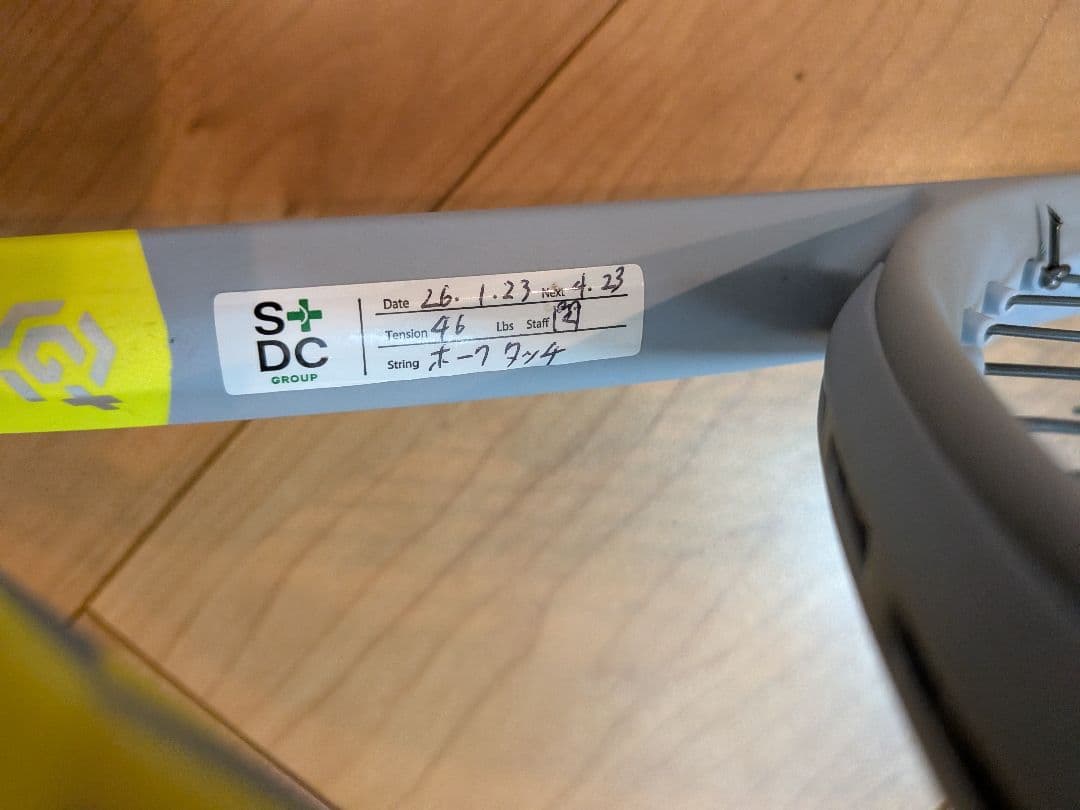 S+
DC
GROUP
Date 26. 1.23 Next 4. 23
Tension 46 Lbs Staff
String ホーク タッチ